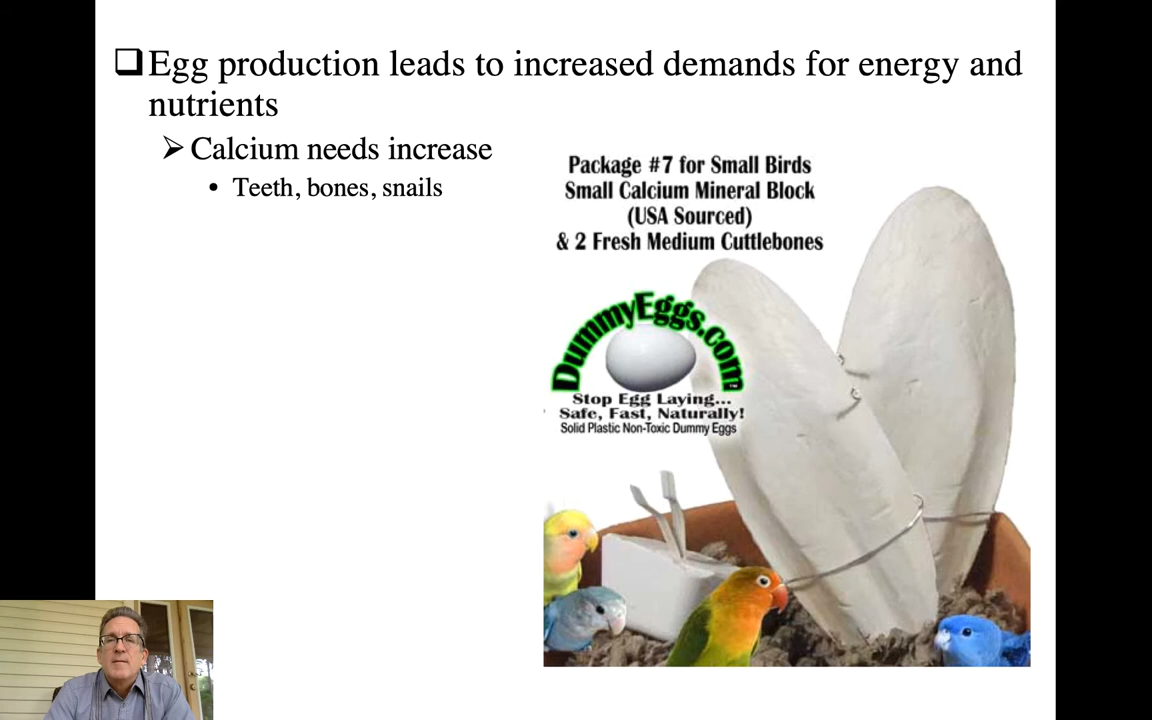 Egg production leads to increased demands for energy and
nutrients
Calcium needs increase
Teeth, bones, snails
Package #7 for Small Birds
Small Calcium Mineral Block
(USA Sourced)
& 2 Fresh Medium Cuttlebones
DummyEggs.com
TM
Stop Egg Laying...
Safe, Fast, Naturally!
Solid Plastic Non-Toxic Dummy Eggs